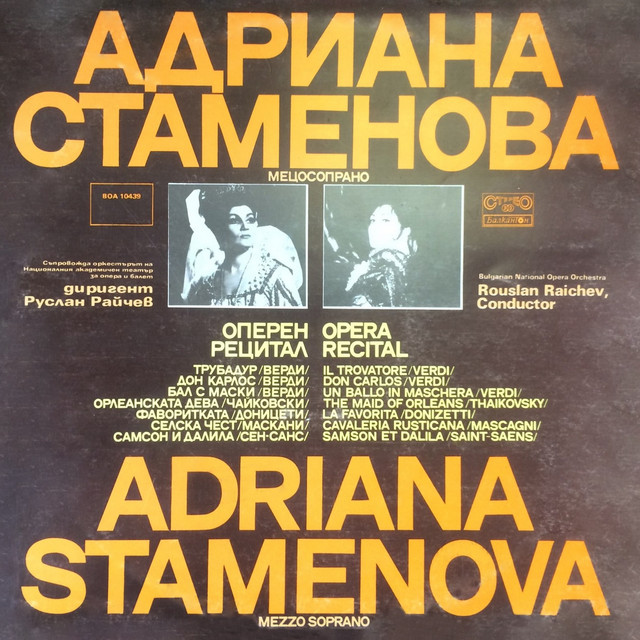 АДРИАНА
СТАМЕНОВА
МЕЦОСОПРАНО
ВОА 10439
СТЕРЕО
Балкантон
Съпровожда оркестърът на
Националния академичен театър
за опера и балет
диригент
Руслан Райчев
Bulgarian National Opera Orchestra
Rouslan Raichev,
Conductor
ОПЕРЕН
РЕЦИТАЛ
ТРУБАДУР /ВЕРДИ/
ДОН КАРЛОС /ВЕРДИ/
БАЛ С МАСКИ /ВЕРДИ/
ОРЛЕАНСКАТА ДЕВА /ЧАЙКОВСКИ/
ФАВОРИТКАТА /ДОНИЦЕТИ/
СЕЛСКА ЧЕСТ/МАСКАНИ/
САМСОН И ДАЛИЛА /СЕН-САНС/
OPERA
RECITAL
IL TROVATORE /VERDI/
DON CARLOS /VERDI/
UN BALLO IN MASCHERA /VERDI/
THE MAID OF ORLEANS /THAIKOVSKY/
LA FAVORITA /DONIZETTI/
CAVALERIA RUSTICANA /MASCAGNI/
SAMSON ET DALILA /SAINT-SAENS/
ADRIANA
STAMENOVA
MEZZO SOPRANO